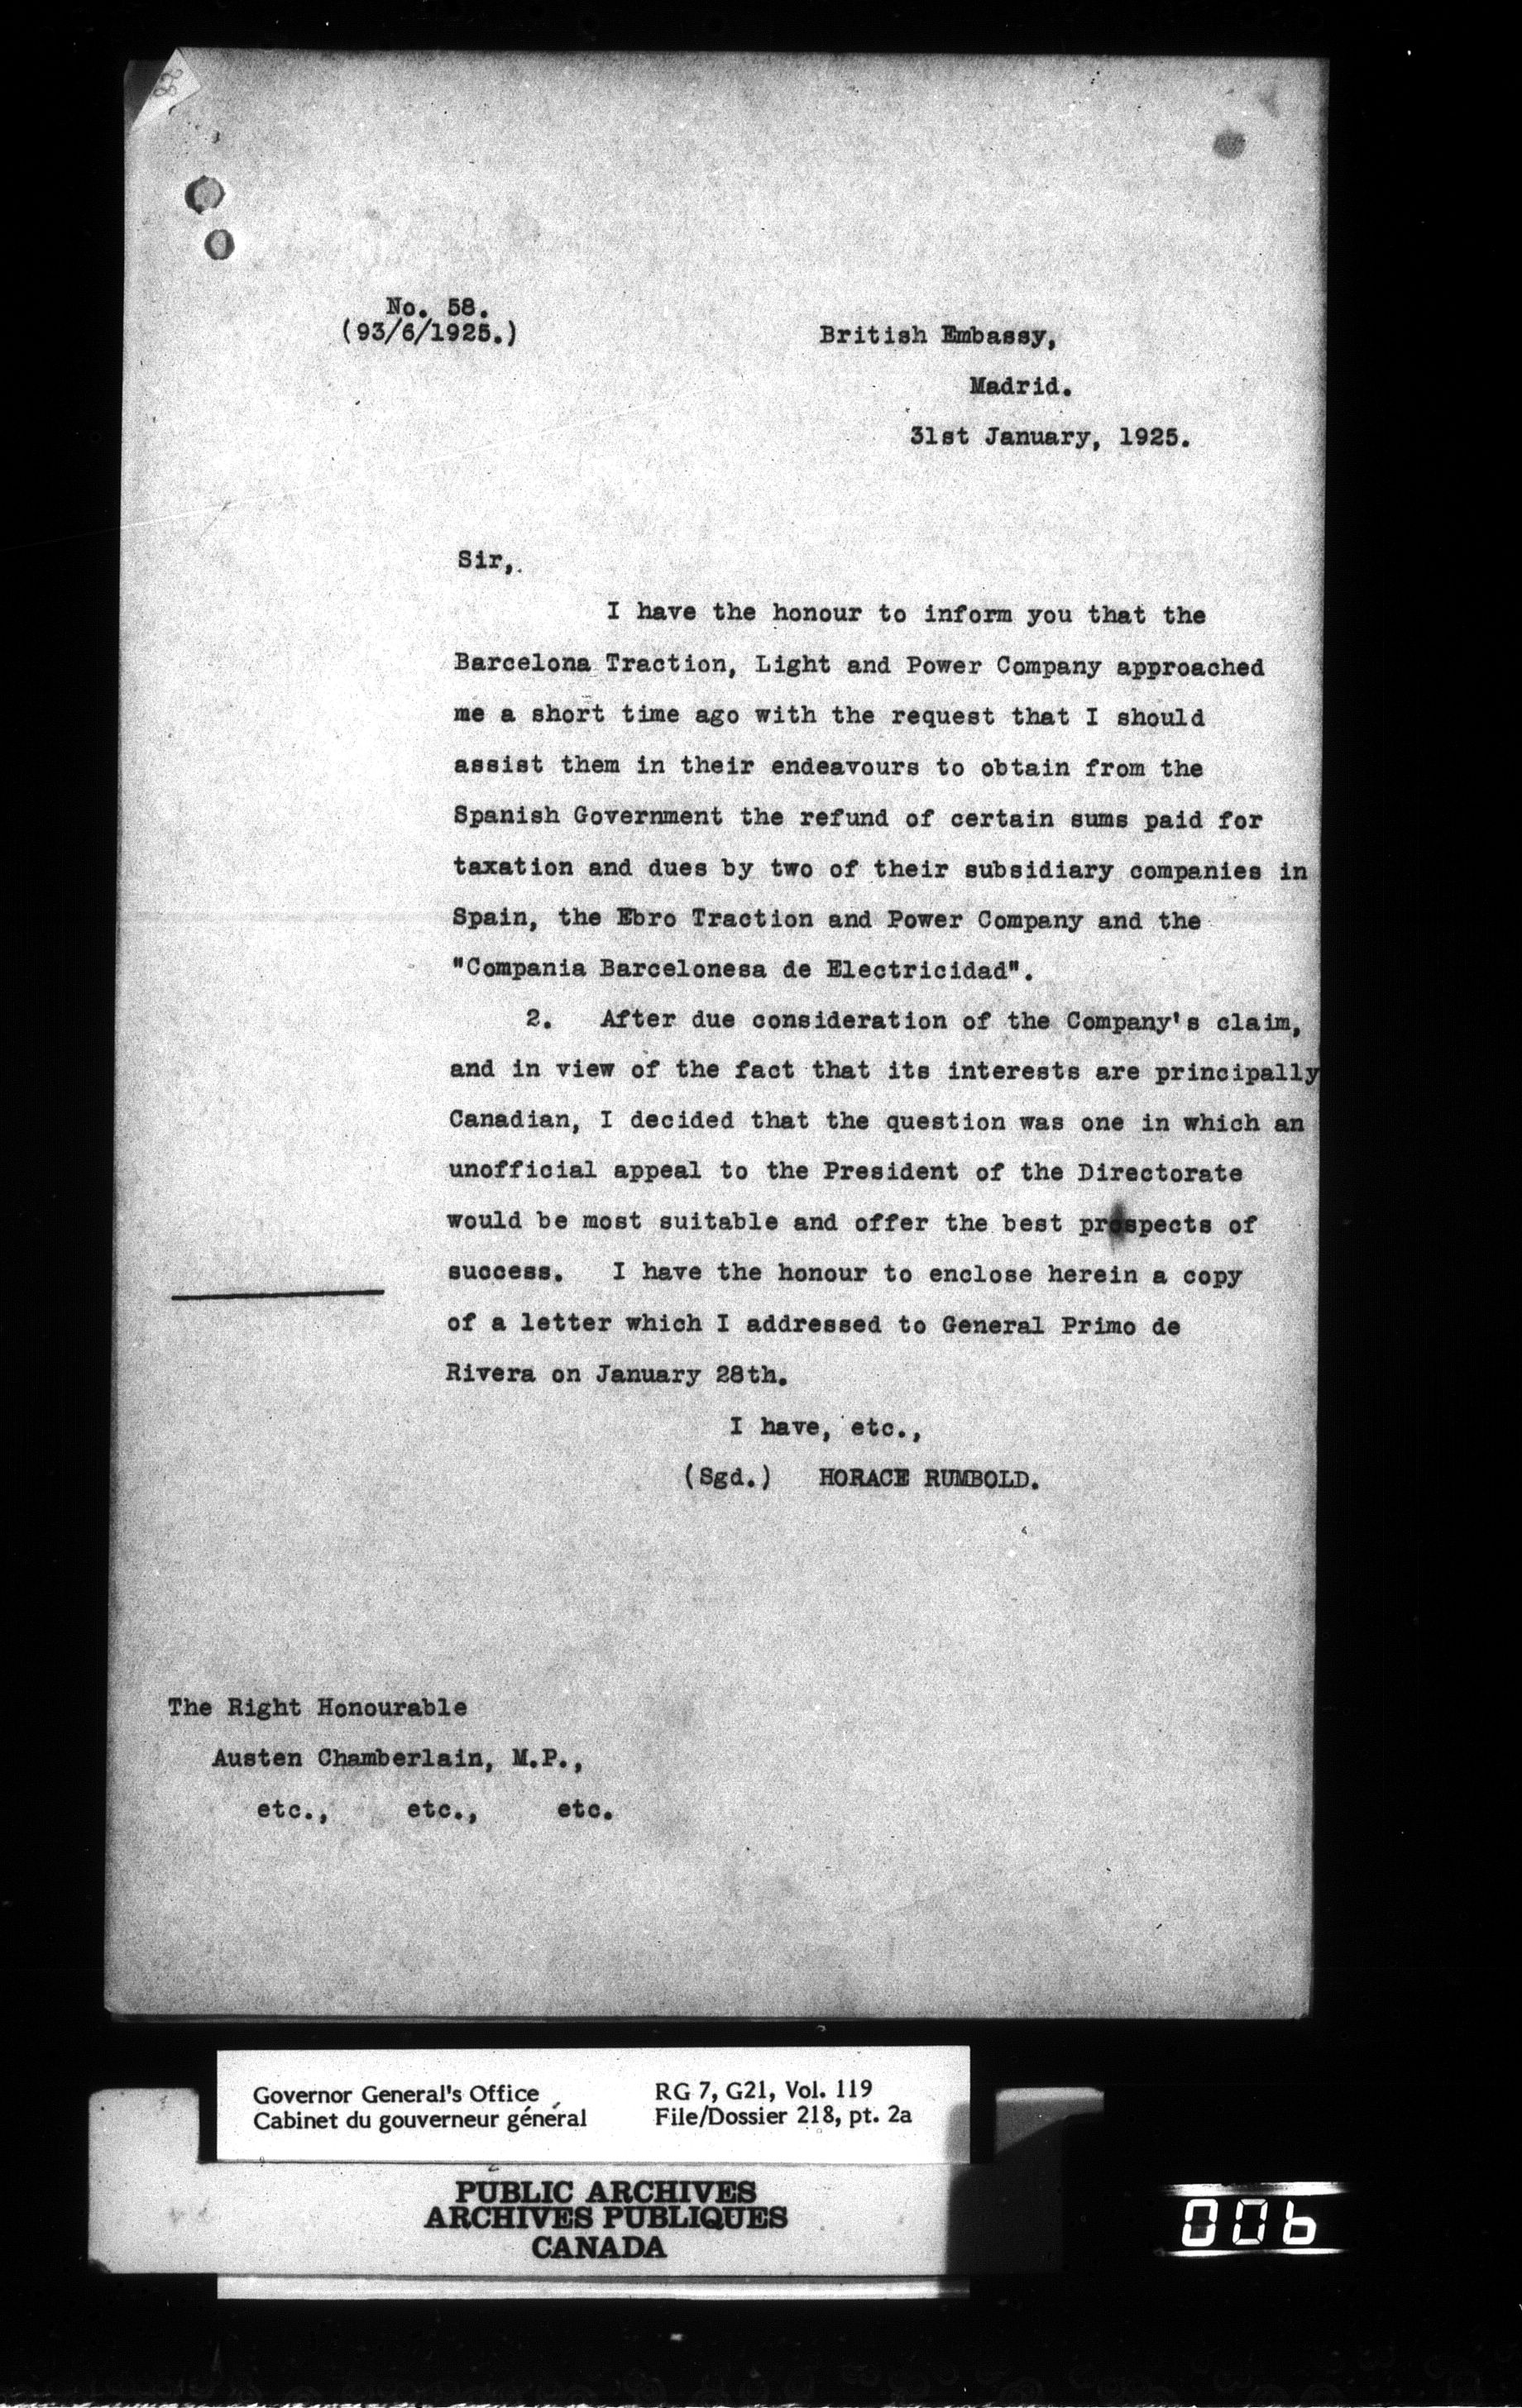 No. 58.
(93/6/1925.)
British Embassy,
Madrid.
31st January, 1925.
Sir,
I have the honour to inform you that the
Barcelona Traction, Light and Power Company approached
me a short time ago with the request that I should
assist them in their endeavours to obtain from the
Spanish Government the refund of certain sums paid for
taxation and dues by two of their subsidiary companies in
Spain, the Ebro Traction and Power Company and the
"Compania Barcelonesa de Electricidad".
2. After due consideration of the Company's claim,
and in view of the fact that its interests are principally
Canadian, I decided that the question was one in which an
unofficial appeal to the President of the Directorate
would be most suitable and offer the best prospects of
success. I have the honour to enclose herein a copy
of a letter which I addressed to General Primo de
Rivera on January 28th.
I have, etc.,
(Sgd.) HORACE RUMBOLD.
The Right Honourable
Austen Chamberlain, M.P.,
etc., etc., etc.
Governor General's Office RG 7, G21, Vol. 119
Cabinet du gouverneur général File/Dossier 218, pt. 2a
PUBLIC ARCHIVES
ARCHIVES PUBLIQUES
CANADA
006